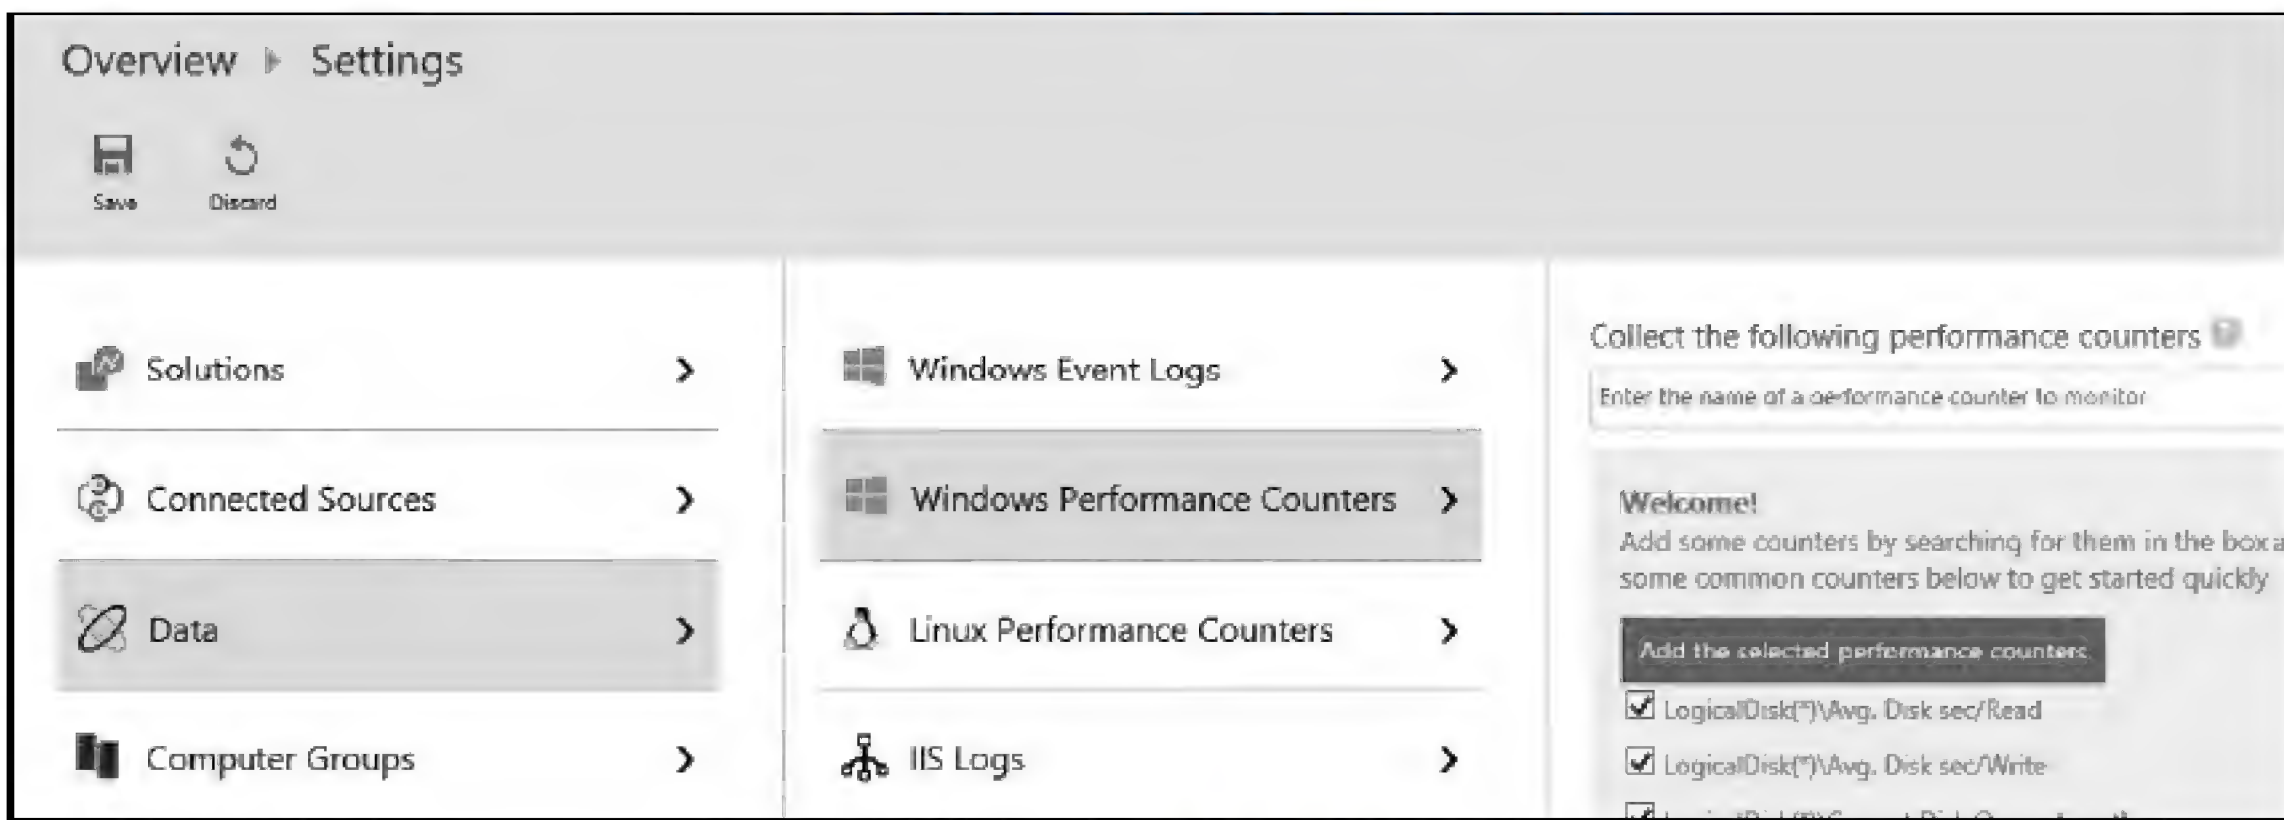 Overview Settings
Save Discard
Solutions
Connected Sources
Data
Computer Groups
Windows Event Logs
Windows Performance Counters
Linux Performance Counters
IIS Logs
Collect the following performance counters
Enter the name of a performance counter to monitor
Welcome!
Add some counters by searching for them in the box a
some common counters below to get started quickly
Add the selected performance counters
LogicalDisk(*)\Avg. Disk sec/Read
LogicalDisk(*)\Avg. Disk sec/Write